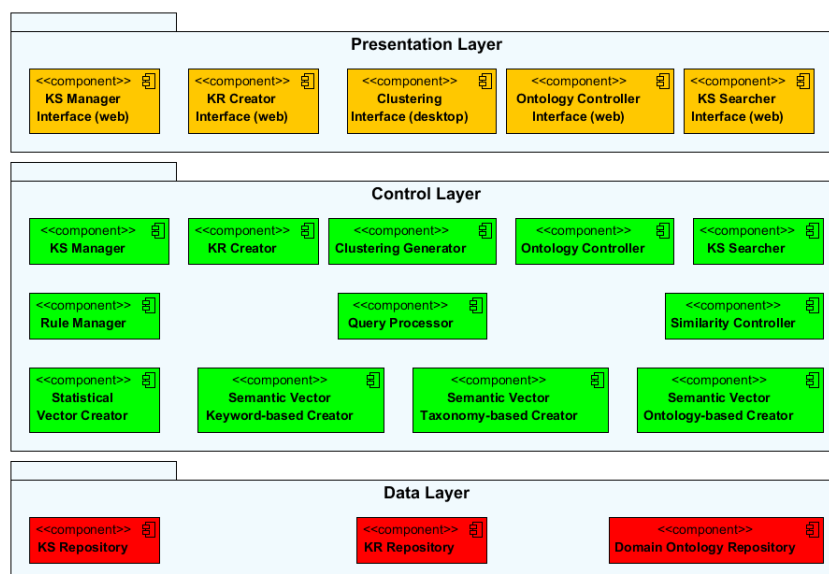 Presentation Layer
<<component>>
KS Manager
Interface (web)
<<component>>
KR Creator
Interface (web)
<<component>>
Clustering
Interface (desktop)
<<component>>
Ontology Controller
Interface (web)
<<component>>
KS Searcher
Interface (web)
Control Layer
<<component>>
KS Manager
<<component>>
KR Creator
<<component>>
Clustering Generator
<<component>>
Ontology Controller
<<component>>
KS Searcher
<<component>>
Rule Manager
<<component>>
Query Processor
<<component>>
Similarity Controller
<<component>>
Statistical
Vector Creator
<<component>>
Semantic Vector
Keyword-based Creator
<<component>>
Semantic Vector
Taxonomy-based Creator
<<component>>
Semantic Vector
Ontology-based Creator
Data Layer
<<component>>
KS Repository
<<component>>
KR Repository
<<component>>
Domain Ontology Repository